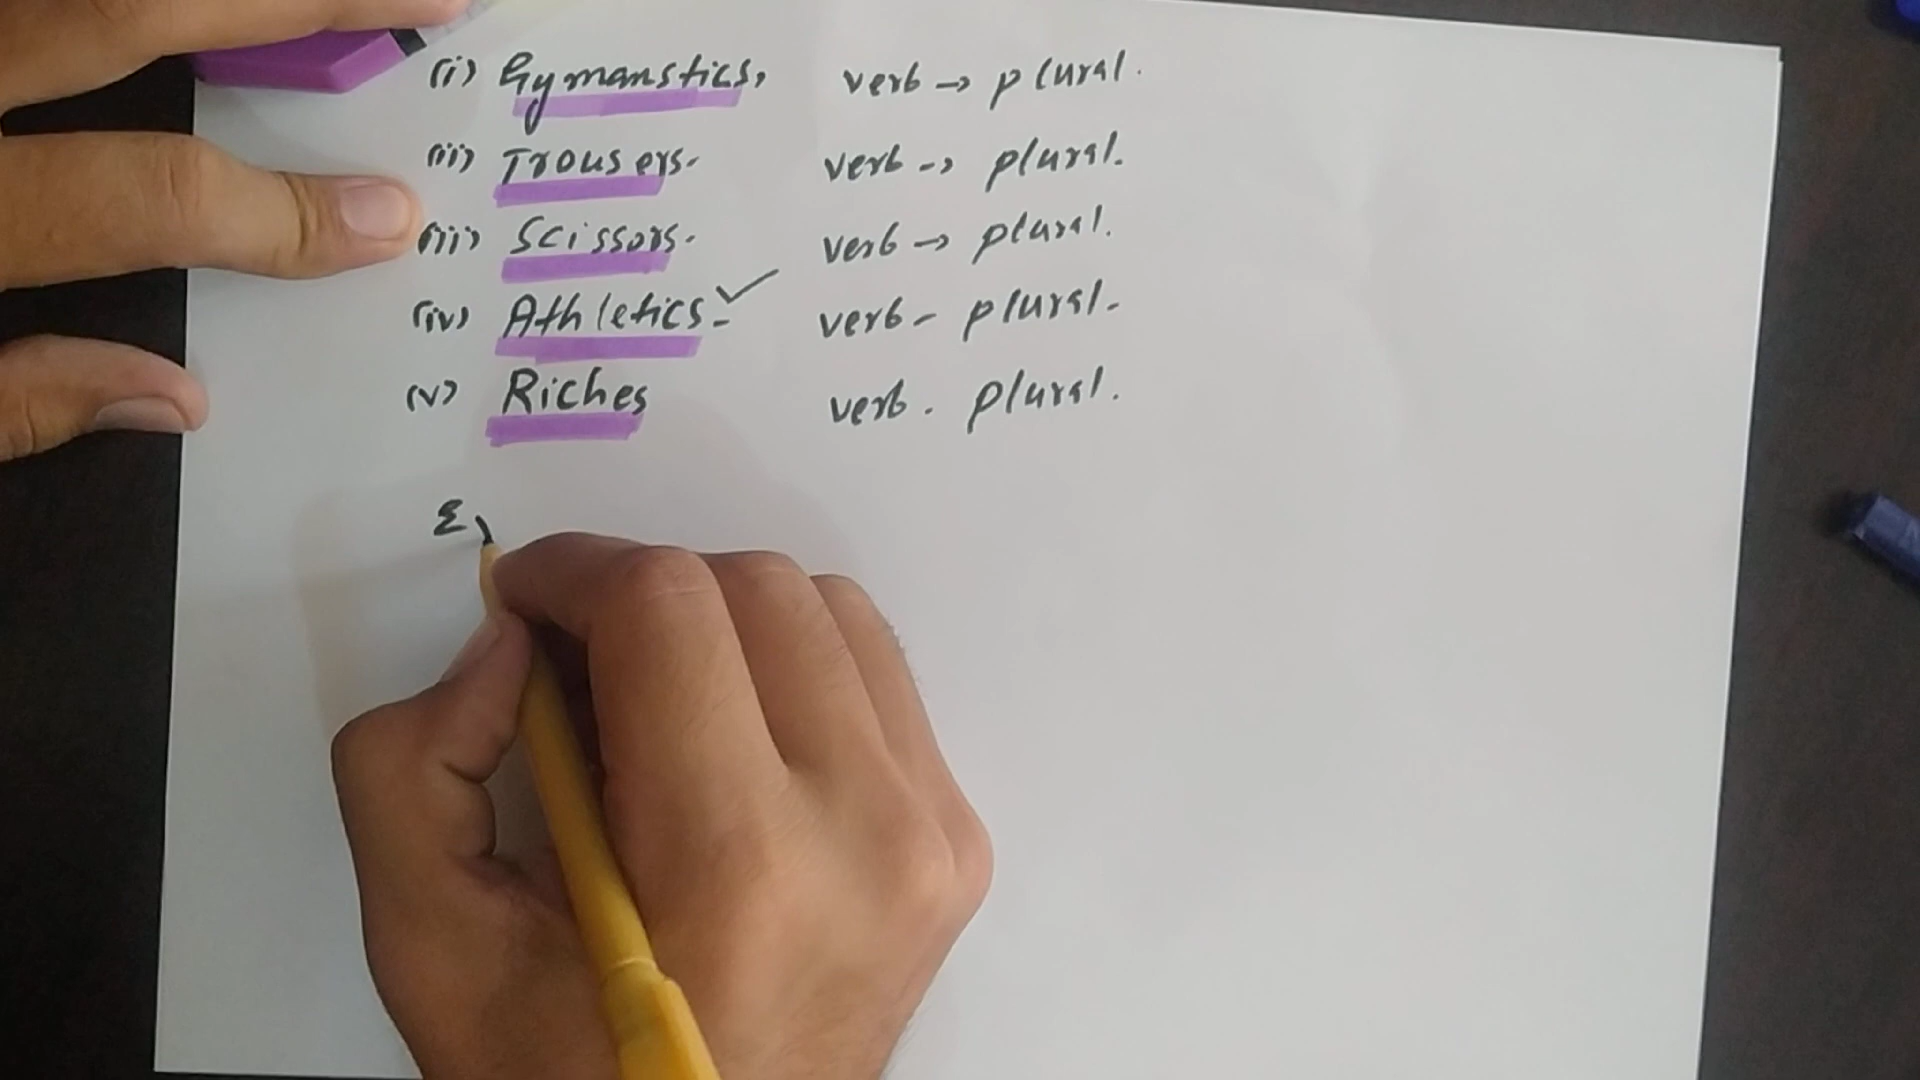 (i) Gymanstics, verb → plural.
(ii) Trousers. verb → plural.
(iii) Scissors. verb → plural.
(iv) Athletics - ✓ verb - plural.
(v) Riches verb. plural.